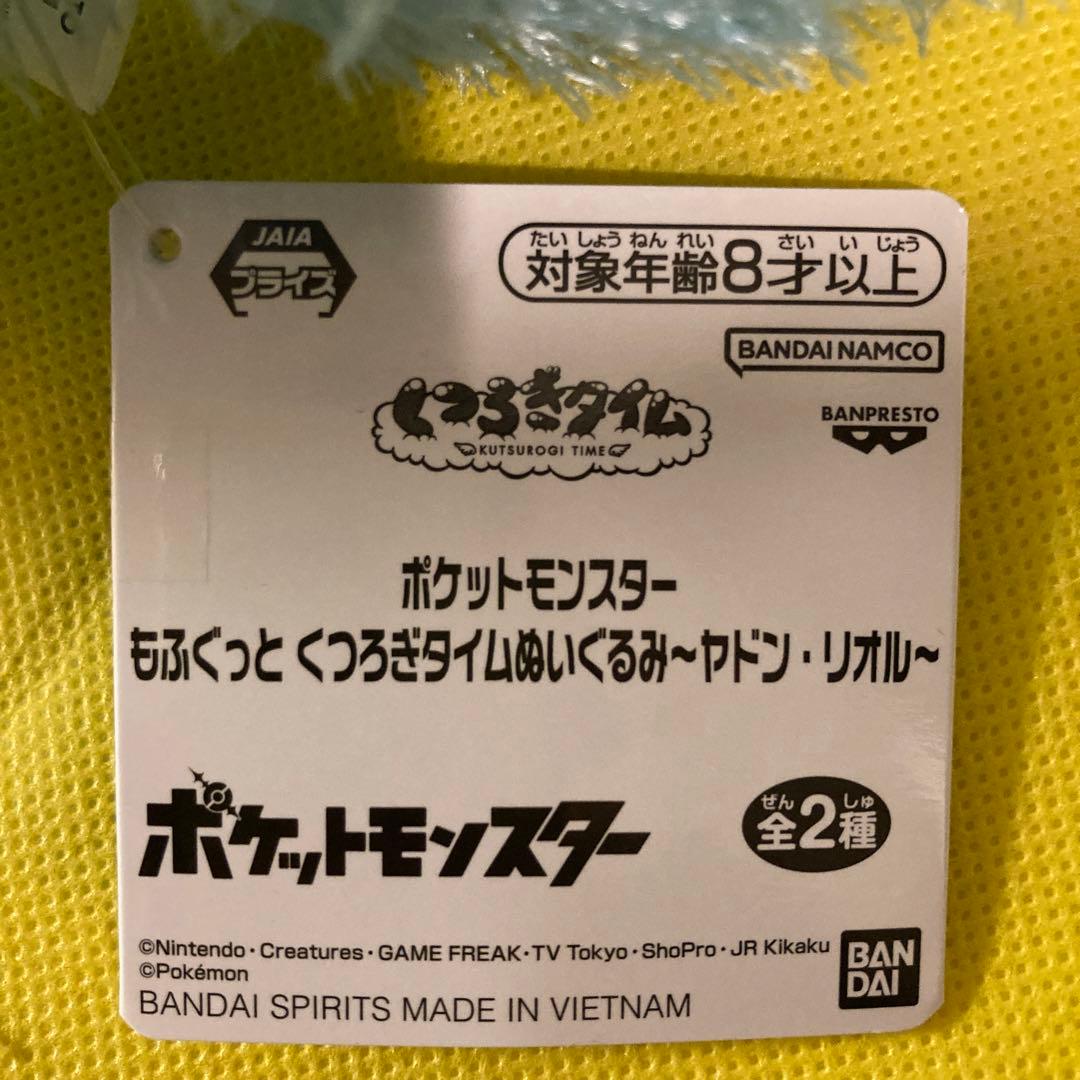 JAIA
プライズ
たいしょうねんれい さいいじょう
対象年齢8才以上
BANDAI NAMCO
くつろぎタイム
KUTSUROGI TIME
BANPRESTO
ポケットモンスター
もふぐっと くつろぎタイムぬいぐるみ~ヤドン・リオル~
ポケットモンスター
ぜん しゅ
全2種
©Nintendo・Creatures・GAME FREAK・TV Tokyo・ShoPro・JR Kikaku
©Pokémon
BANDAI SPIRITS MADE IN VIETNAM
BAN
DAI